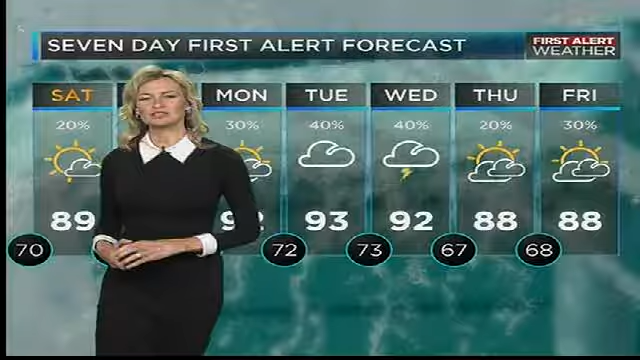 SEVEN DAY FIRST ALERT FORECAST
FIRST ALERT
WEATHER
SAT MON TUE WED THU FRI
20% 30% 40% 40% 20% 30%
89 93 92 88 88
70 72 73 67 68